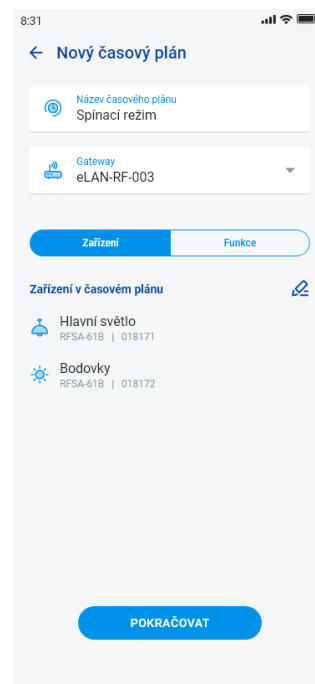 8:31
Nový časový plán
Název časového plánu
Spínací režim
Gateway
eLAN-RF-003
Zařízení
Funkce
Zařízení v časovém plánu
Hlavní světlo
RFSA-61B | 018171
Bodovky
RFSA-61B | 018172
POKRAČOVAT